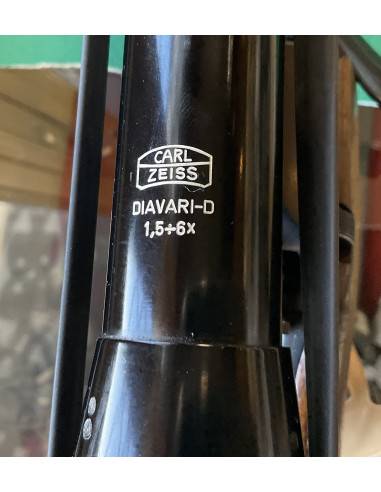 CARL
ZEISS
DIAVARI-D
1,5÷6x